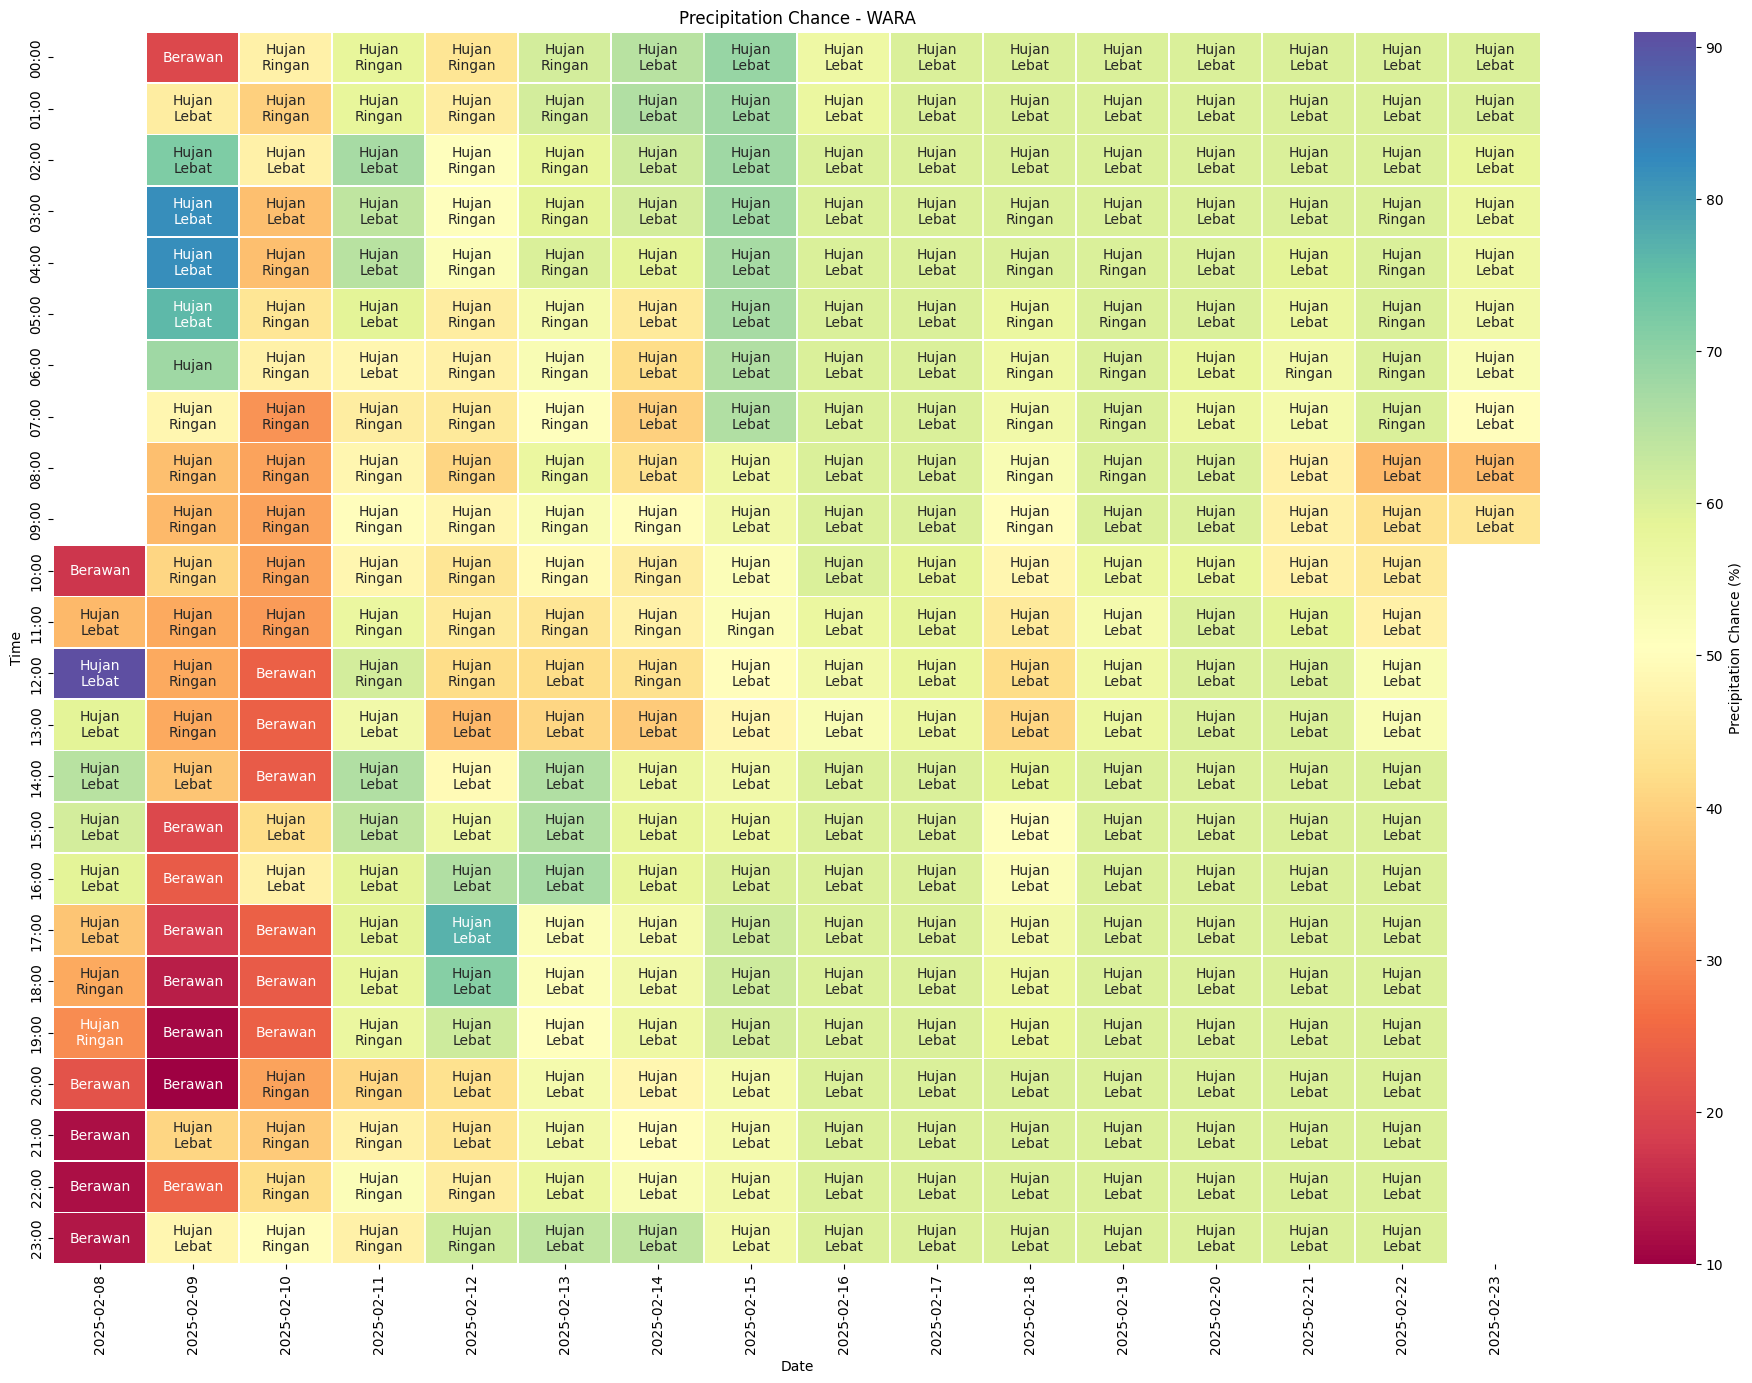 Precipitation Chance - WARA
00:00 Berawan Hujan Ringan Hujan Ringan Hujan Ringan Hujan Ringan Hujan Lebat Hujan Lebat Hujan Lebat Hujan Lebat Hujan Lebat Hujan Lebat Hujan Lebat Hujan Lebat Hujan Lebat Hujan Lebat
01:00 Hujan Lebat Hujan Ringan Hujan Ringan Hujan Ringan Hujan Ringan Hujan Lebat Hujan Lebat Hujan Lebat Hujan Lebat Hujan Lebat Hujan Lebat Hujan Lebat Hujan Lebat Hujan Lebat Hujan Lebat
02:00 Hujan Lebat Hujan Lebat Hujan Lebat Hujan Ringan Hujan Ringan Hujan Lebat Hujan Lebat Hujan Lebat Hujan Lebat Hujan Lebat Hujan Lebat Hujan Lebat Hujan Lebat Hujan Lebat Hujan Lebat
03:00 Hujan Lebat Hujan Lebat Hujan Lebat Hujan Ringan Hujan Ringan Hujan Lebat Hujan Lebat Hujan Lebat Hujan Lebat Hujan Ringan Hujan Lebat Hujan Lebat Hujan Lebat Hujan Ringan Hujan Lebat
04:00 Hujan Lebat Hujan Ringan Hujan Lebat Hujan Ringan Hujan Ringan Hujan Lebat Hujan Lebat Hujan Lebat Hujan Lebat Hujan Ringan Hujan Ringan Hujan Lebat Hujan Lebat Hujan Ringan Hujan Lebat
05:00 Hujan Lebat Hujan Ringan Hujan Lebat Hujan Ringan Hujan Ringan Hujan Lebat Hujan Lebat Hujan Lebat Hujan Lebat Hujan Ringan Hujan Ringan Hujan Lebat Hujan Lebat Hujan Ringan Hujan Lebat
06:00 Hujan Hujan Ringan Hujan Lebat Hujan Ringan Hujan Ringan Hujan Lebat Hujan Lebat Hujan Lebat Hujan Lebat Hujan Ringan Hujan Ringan Hujan Lebat Hujan Ringan Hujan Ringan Hujan Lebat
07:00 Hujan Ringan Hujan Ringan Hujan Ringan Hujan Ringan Hujan Ringan Hujan Lebat Hujan Lebat Hujan Lebat Hujan Lebat Hujan Ringan Hujan Ringan Hujan Lebat Hujan Lebat Hujan Ringan Hujan Lebat
08:00 Hujan Ringan Hujan Ringan Hujan Ringan Hujan Ringan Hujan Ringan Hujan Lebat Hujan Lebat Hujan Lebat Hujan Lebat Hujan Ringan Hujan Ringan Hujan Lebat Hujan Lebat Hujan Lebat Hujan Lebat
09:00 Hujan Ringan Hujan Ringan Hujan Ringan Hujan Ringan Hujan Ringan Hujan Ringan Hujan Lebat Hujan Lebat Hujan Lebat Hujan Ringan Hujan Lebat Hujan Lebat Hujan Lebat Hujan Lebat Hujan Lebat
10:00 Berawan Hujan Ringan Hujan Ringan Hujan Ringan Hujan Ringan Hujan Ringan Hujan Ringan Hujan Lebat Hujan Lebat Hujan Lebat Hujan Lebat Hujan Lebat Hujan Lebat Hujan Lebat Hujan Lebat
11:00 Hujan Lebat Hujan Ringan Hujan Ringan Hujan Ringan Hujan Ringan Hujan Ringan Hujan Ringan Hujan Ringan Hujan Lebat Hujan Lebat Hujan Lebat Hujan Lebat Hujan Lebat Hujan Lebat Hujan Lebat
12:00 Hujan Lebat Hujan Ringan Berawan Hujan Ringan Hujan Ringan Hujan Lebat Hujan Ringan Hujan Lebat Hujan Lebat Hujan Lebat Hujan Lebat Hujan Lebat Hujan Lebat Hujan Lebat Hujan Lebat
13:00 Hujan Lebat Hujan Ringan Berawan Hujan Lebat Hujan Lebat Hujan Lebat Hujan Lebat Hujan Lebat Hujan Lebat Hujan Lebat Hujan Lebat Hujan Lebat Hujan Lebat Hujan Lebat Hujan Lebat
14:00 Hujan Lebat Hujan Lebat Berawan Hujan Lebat Hujan Lebat Hujan Lebat Hujan Lebat Hujan Lebat Hujan Lebat Hujan Lebat Hujan Lebat Hujan Lebat Hujan Lebat Hujan Lebat Hujan Lebat
15:00 Hujan Lebat Berawan Hujan Lebat Hujan Lebat Hujan Lebat Hujan Lebat Hujan Lebat Hujan Lebat Hujan Lebat Hujan Lebat Hujan Lebat Hujan Lebat Hujan Lebat Hujan Lebat Hujan Lebat
16:00 Hujan Lebat Berawan Hujan Lebat Hujan Lebat Hujan Lebat Hujan Lebat Hujan Lebat Hujan Lebat Hujan Lebat Hujan Lebat Hujan Lebat Hujan Lebat Hujan Lebat Hujan Lebat Hujan Lebat
17:00 Hujan Lebat Berawan Berawan Hujan Lebat Hujan Lebat Hujan Lebat Hujan Lebat Hujan Lebat Hujan Lebat Hujan Lebat Hujan Lebat Hujan Lebat Hujan Lebat Hujan Lebat Hujan Lebat
18:00 Hujan Ringan Berawan Berawan Hujan Lebat Hujan Lebat Hujan Lebat Hujan Lebat Hujan Lebat Hujan Lebat Hujan Lebat Hujan Lebat Hujan Lebat Hujan Lebat Hujan Lebat Hujan Lebat
19:00 Hujan Ringan Berawan Berawan Hujan Ringan Hujan Lebat Hujan Lebat Hujan Lebat Hujan Lebat Hujan Lebat Hujan Lebat Hujan Lebat Hujan Lebat Hujan Lebat Hujan Lebat Hujan Lebat
20:00 Berawan Berawan Hujan Ringan Hujan Ringan Hujan Lebat Hujan Lebat Hujan Lebat Hujan Lebat Hujan Lebat Hujan Lebat Hujan Lebat Hujan Lebat Hujan Lebat Hujan Lebat Hujan Lebat
21:00 Berawan Hujan Lebat Hujan Ringan Hujan Ringan Hujan Lebat Hujan Lebat Hujan Lebat Hujan Lebat Hujan Lebat Hujan Lebat Hujan Lebat Hujan Lebat Hujan Lebat Hujan Lebat Hujan Lebat
22:00 Berawan Berawan Hujan Ringan Hujan Ringan Hujan Ringan Hujan Lebat Hujan Lebat Hujan Lebat Hujan Lebat Hujan Lebat Hujan Lebat Hujan Lebat Hujan Lebat Hujan Lebat Hujan Lebat
23:00 Berawan Hujan Lebat Hujan Ringan Hujan Ringan Hujan Ringan Hujan Lebat Hujan Lebat Hujan Lebat Hujan Lebat Hujan Lebat Hujan Lebat Hujan Lebat Hujan Lebat Hujan Lebat Hujan Lebat
Time
2025-02-08 2025-02-09 2025-02-10 2025-02-11 2025-02-12 2025-02-13 2025-02-14 2025-02-15 2025-02-16 2025-02-17 2025-02-18 2025-02-19 2025-02-20 2025-02-21 2025-02-22 2025-02-23
Date
90
80
70
60
50
40
30
20
10
Precipitation Chance (%)